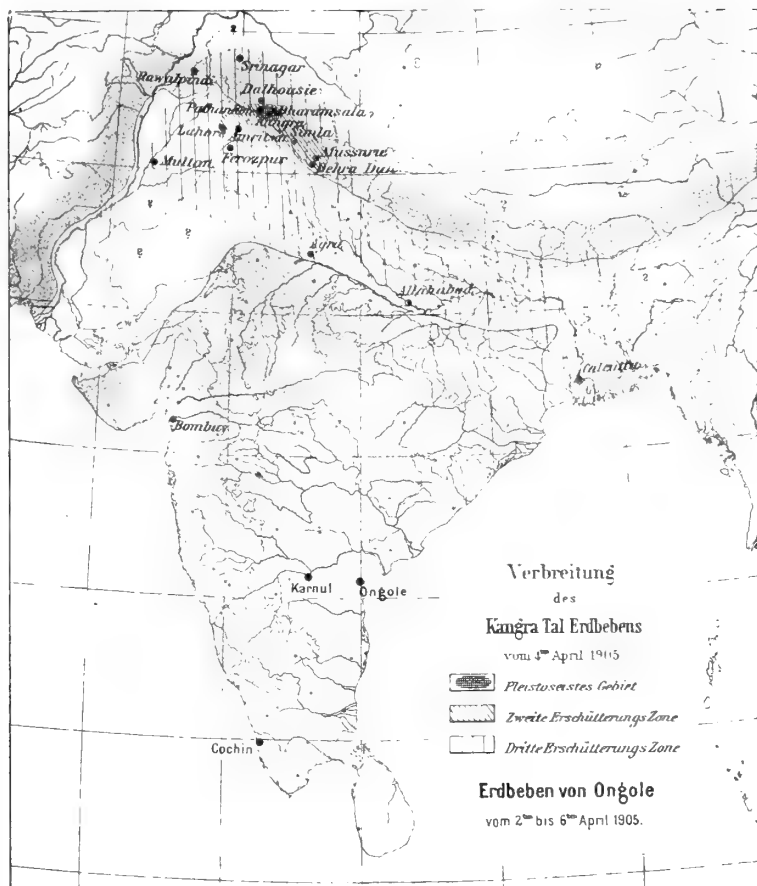 Srinagar
Rawalpindi
Dalhousie
Dharamsala
Kangra
Lahore
Simla
Ferozpur
Multan
Dehra Dun
Agra
Allahabad
Calcutta
Bombay
Karnul
Ongole
Cochin
Verbreitung
des
Kangra Tal Erdbebens
vom 4ten April 1905
Pleistoseistes Gebiet
Zweite Erschütterungs Zone
Dritte Erschütterungs Zone
Erdbeben von Ongole
vom 2ten bis 6ten April 1905.